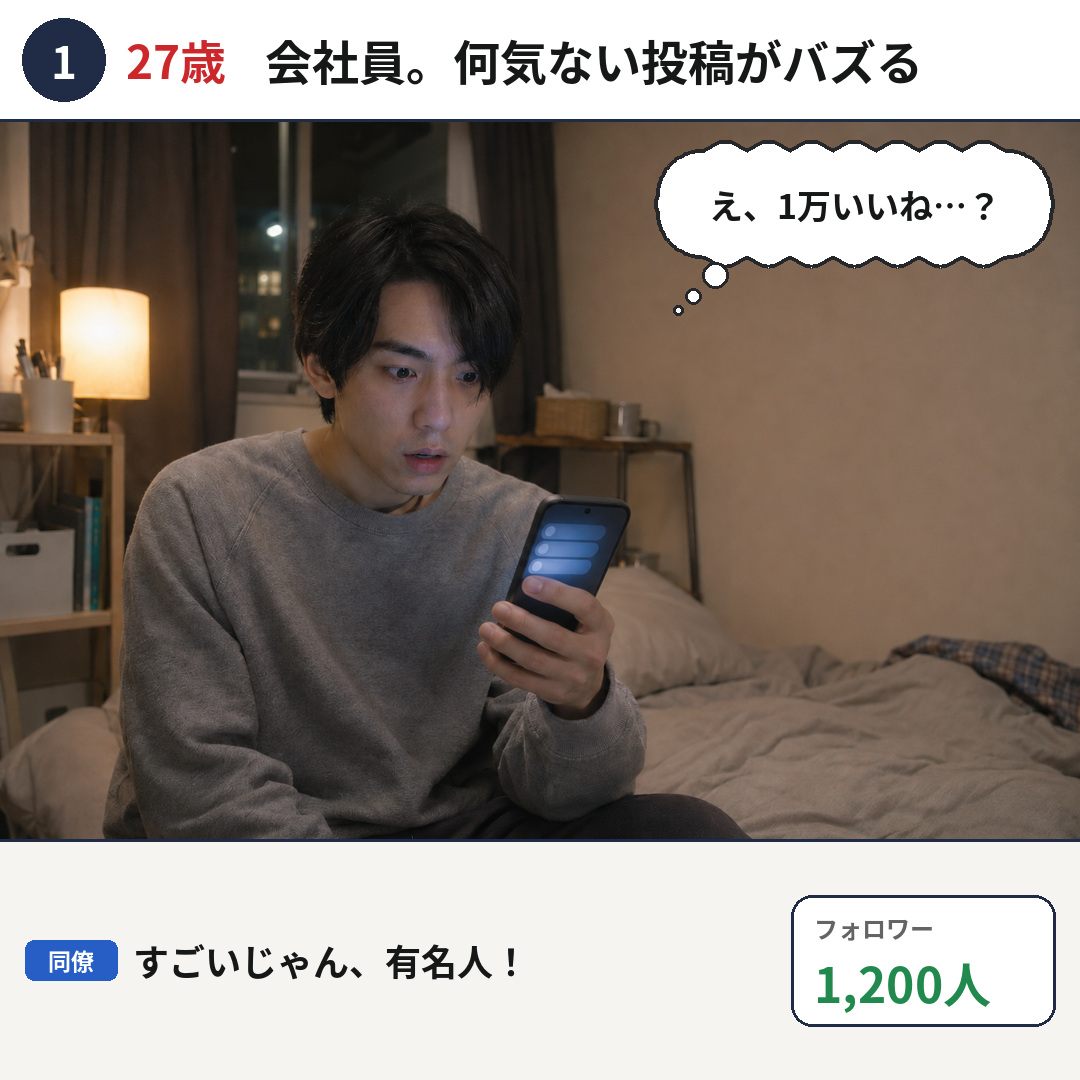 1 27歳 会社員。何気ない投稿がバズる
え、1万いいね…？
同僚 すごいじゃん、有名人！
フォロワー
1,200人